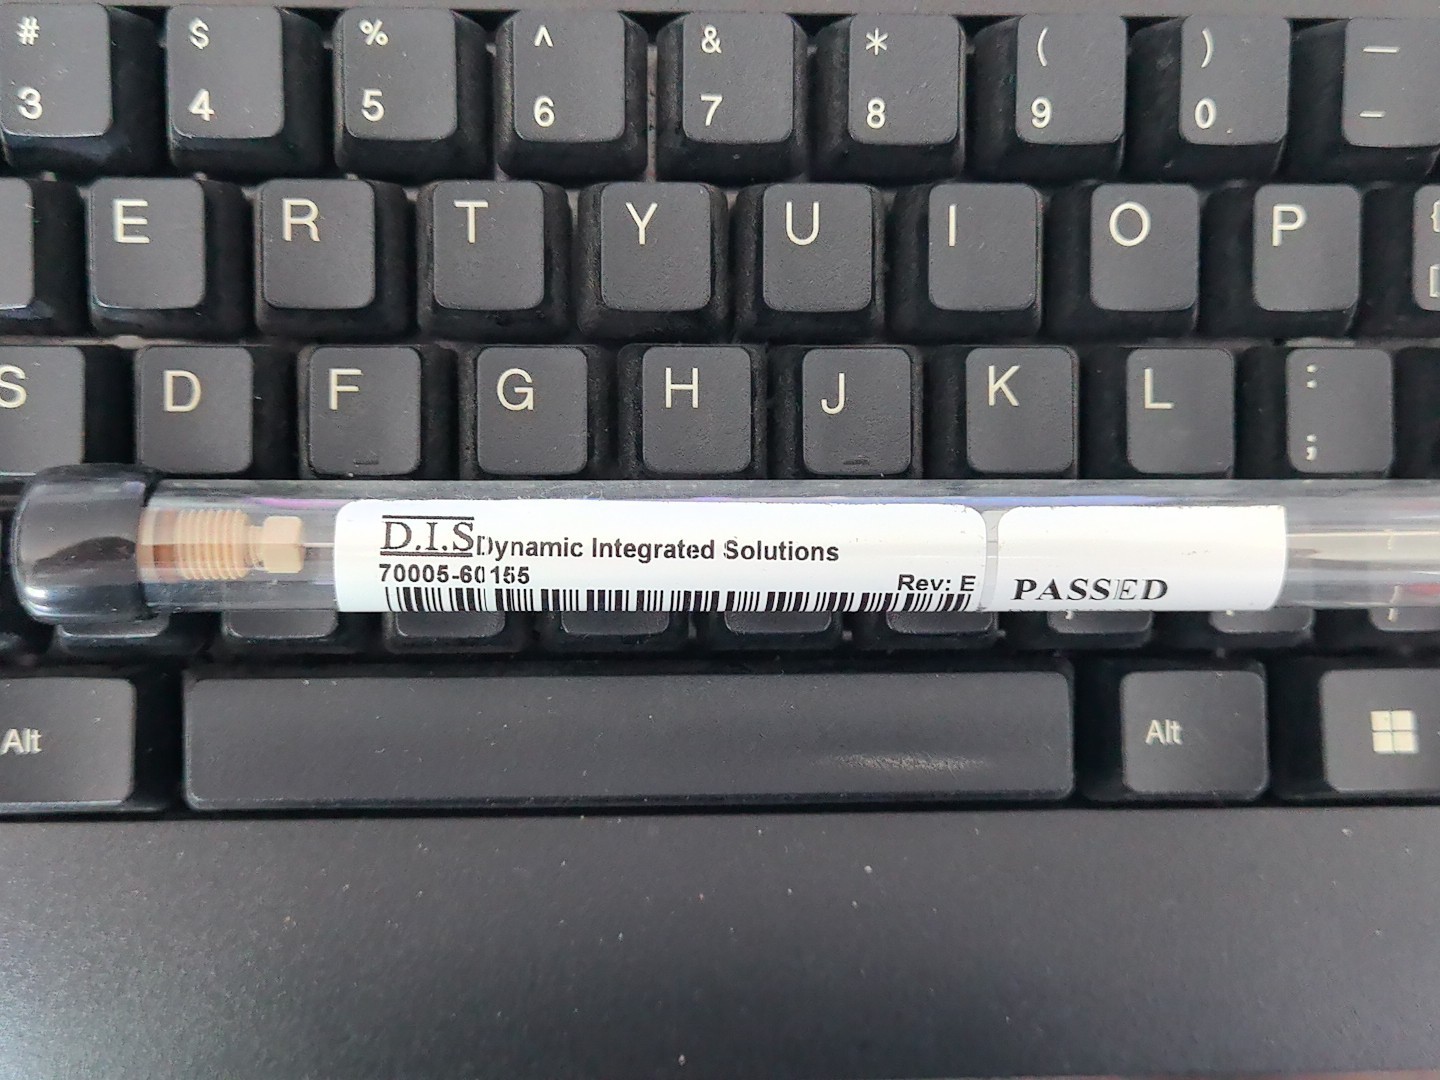 # $ % ^ & * ( ) —
3 4 5 6 7 8 9 0 –
E R T Y U I O P {
[
S D F G H J K L :
;
D.I.S Dynamic Integrated Solutions
70005-60155
Rev: E
PASSED
Alt Alt